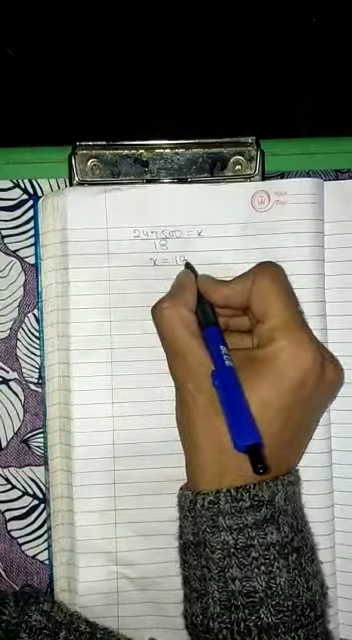 247500 = x
18
x = 13